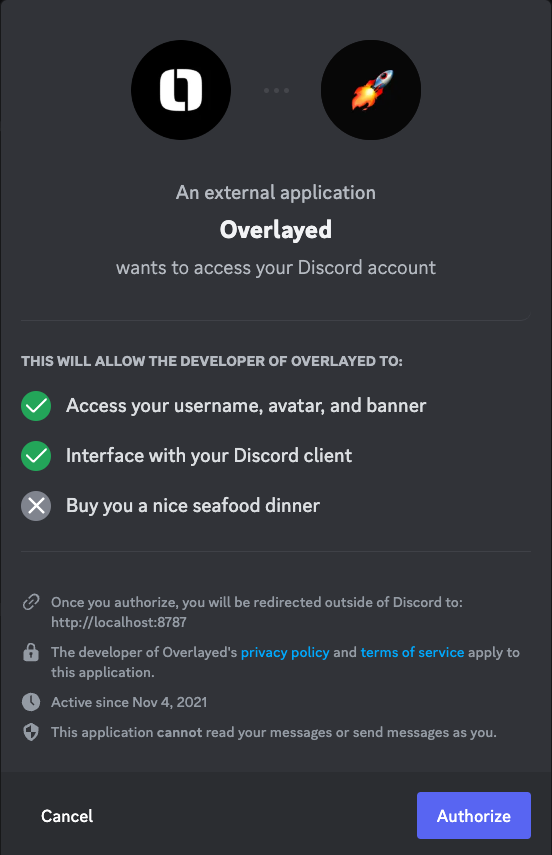 An external application
Overlayed
wants to access your Discord account
THIS WILL ALLOW THE DEVELOPER OF OVERLAYED TO:
Access your username, avatar, and banner
Interface with your Discord client
Buy you a nice seafood dinner
Once you authorize, you will be redirected outside of Discord to:
http://localhost:8787
The developer of Overlayed's privacy policy and terms of service apply to
this application.
Active since Nov 4, 2021
This application cannot read your messages or send messages as you.
Cancel
Authorize